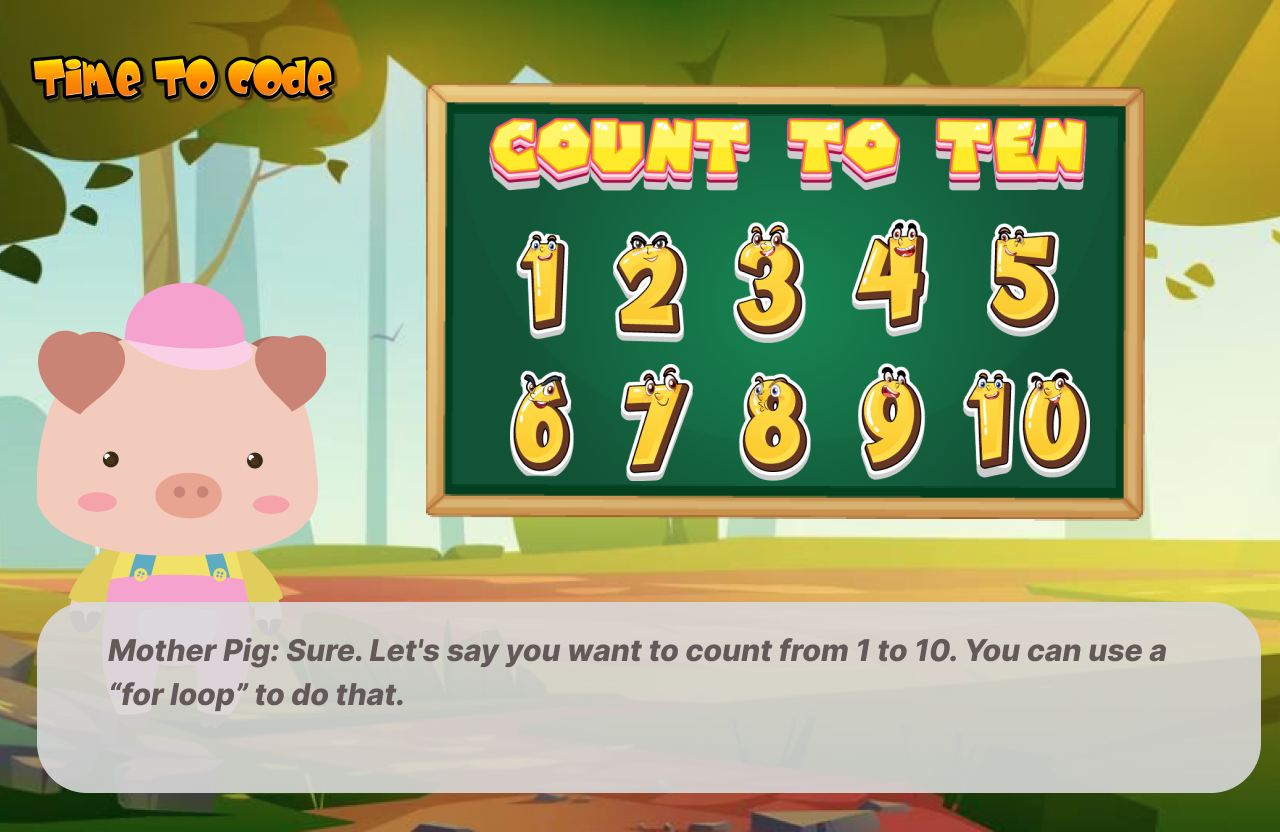 TIME TO CODE
COUNT TO TEN
1 2 3 4 5
6 7 8 9 10
Mother Pig: Sure. Let's say you want to count from 1 to 10. You can use a
“for loop” to do that.